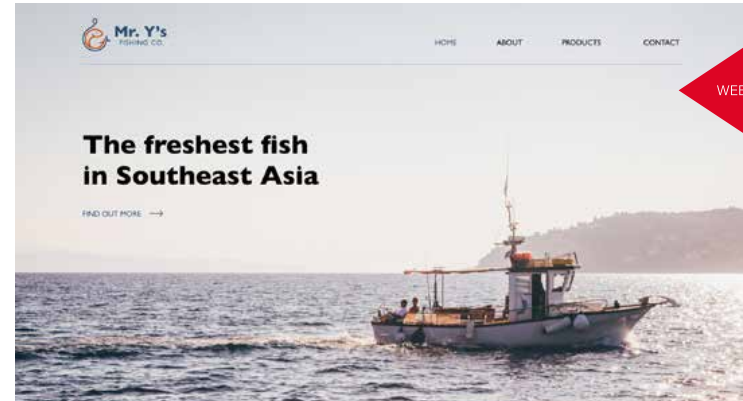 Mr. Y's
FISHING CO.
HOME ABOUT PRODUCTS CONTACT
WEB
The freshest fish
in Southeast Asia
FIND OUT MORE